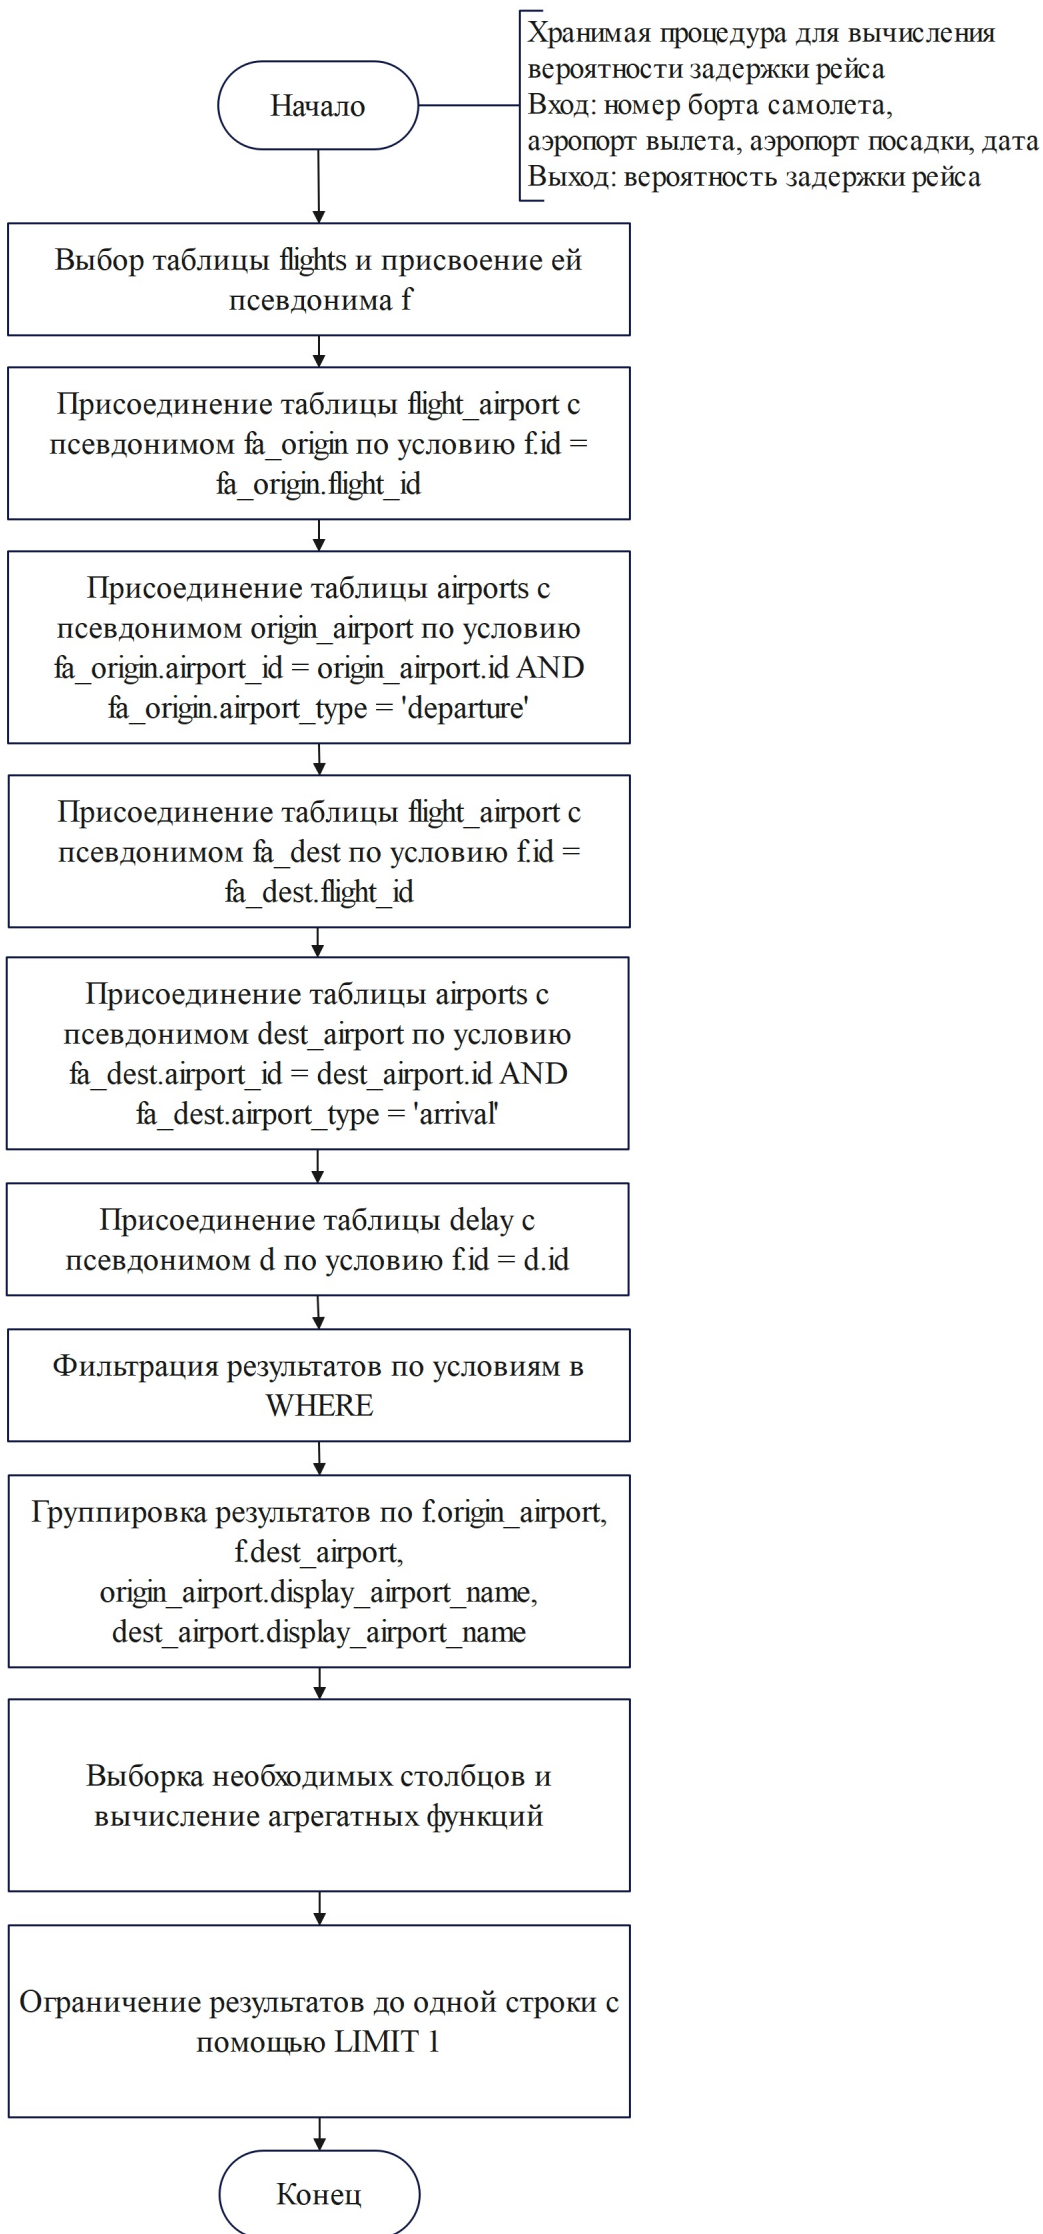 Начало
Хранимая процедура для вычисления
вероятности задержки рейса
Вход: номер борта самолета,
аэропорт вылета, аэропорт посадки, дата
Выход: вероятность задержки рейса
Выбор таблицы flights и присвоение ей
псевдонима f
Присоединение таблицы flight_airport с
псевдонимом fa_origin по условию f.id =
fa_origin.flight_id
Присоединение таблицы airports с
псевдонимом origin_airport по условию
fa_origin.airport_id = origin_airport.id AND
fa_origin.airport_type = 'departure'
Присоединение таблицы flight_airport с
псевдонимом fa_dest по условию f.id =
fa_dest.flight_id
Присоединение таблицы airports с
псевдонимом dest_airport по условию
fa_dest.airport_id = dest_airport.id AND
fa_dest.airport_type = 'arrival'
Присоединение таблицы delay с
псевдонимом d по условию f.id = d.id
Фильтрация результатов по условиям в
WHERE
Группировка результатов по f.origin_airport,
f.dest_airport,
origin_airport.display_airport_name,
dest_airport.display_airport_name
Выборка необходимых столбцов и
вычисление агрегатных функций
Ограничение результатов до одной строки с
помощью LIMIT 1
Конец